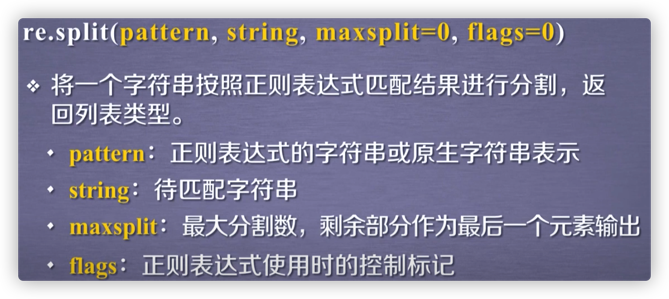 re.split(pattern, string, maxsplit=0, flags=0)
❖ 将一个字符串按照正则表达式匹配结果进行分割，返
回列表类型。
• pattern：正则表达式的字符串或原生字符串表示
• string：待匹配字符串
• maxsplit：最大分割数，剩余部分作为最后一个元素输出
• flags：正则表达式使用时的控制标记